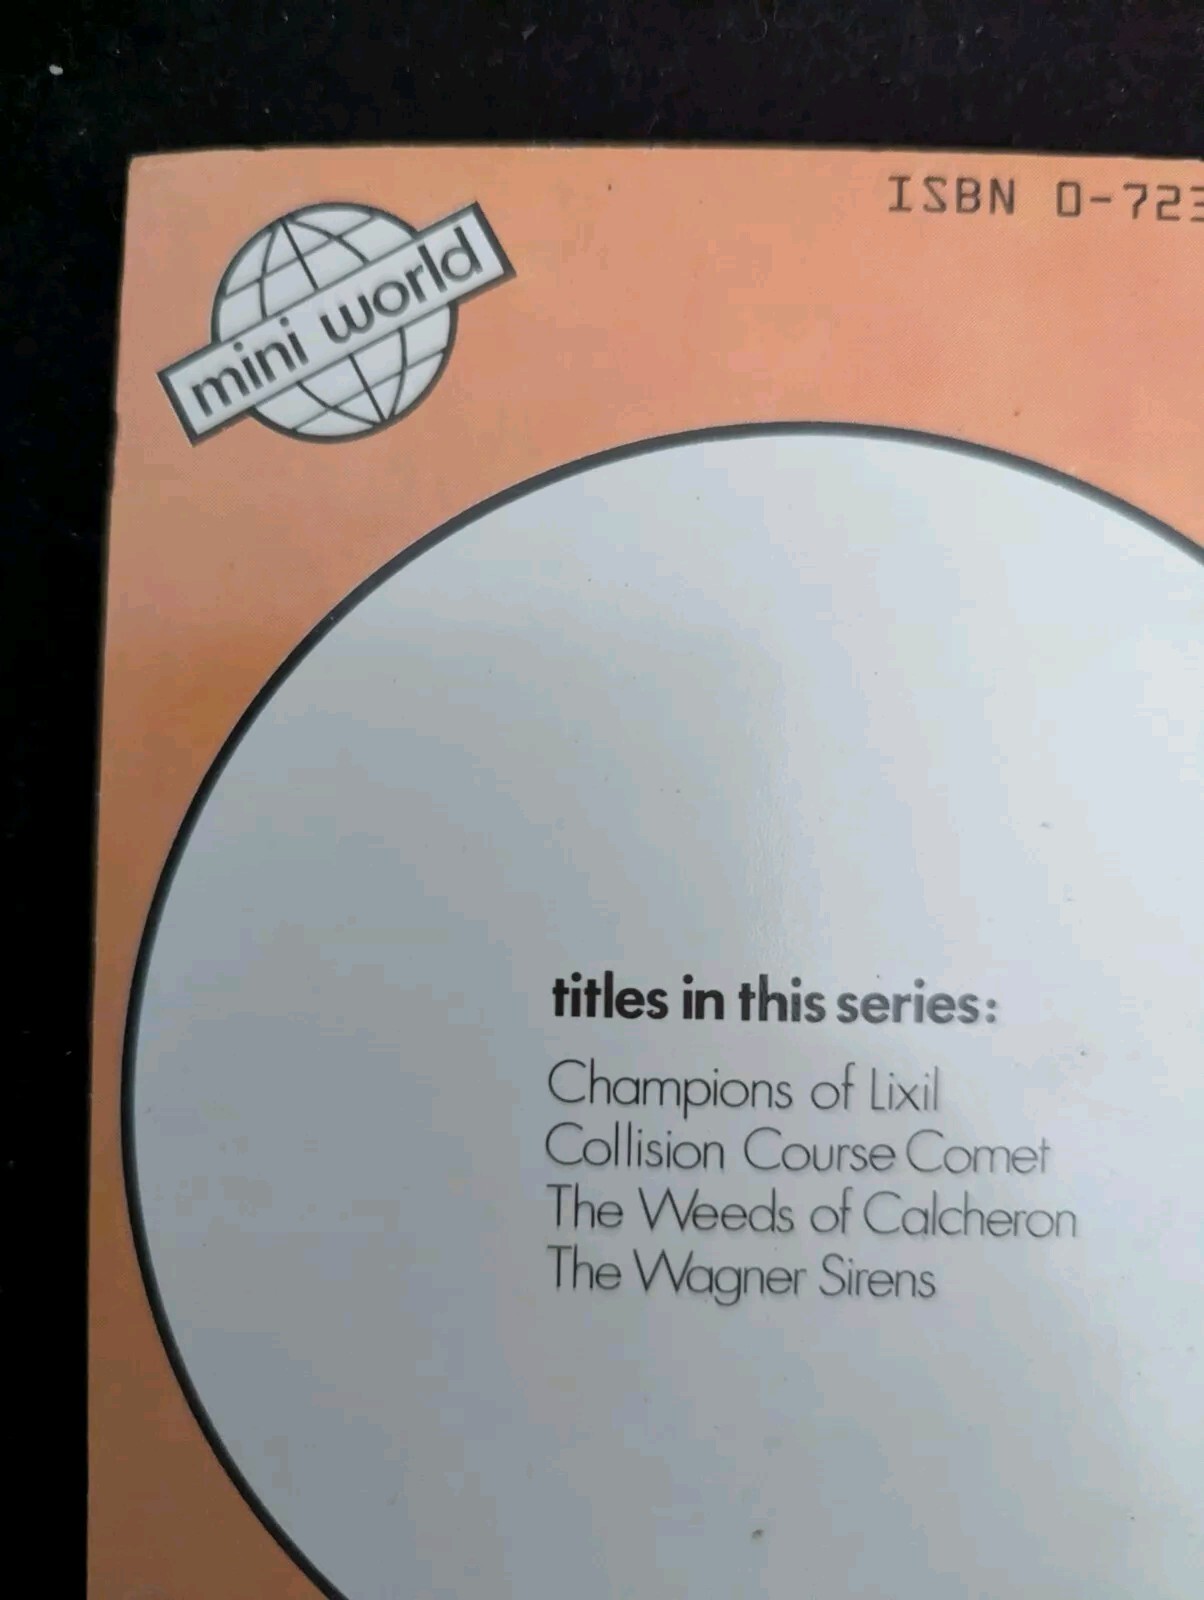 ISBN 0-723
mini world
titles in this series:
Champions of Lixil
Collision Course Comet
The Weeds of Calcheron
The Wagner Sirens